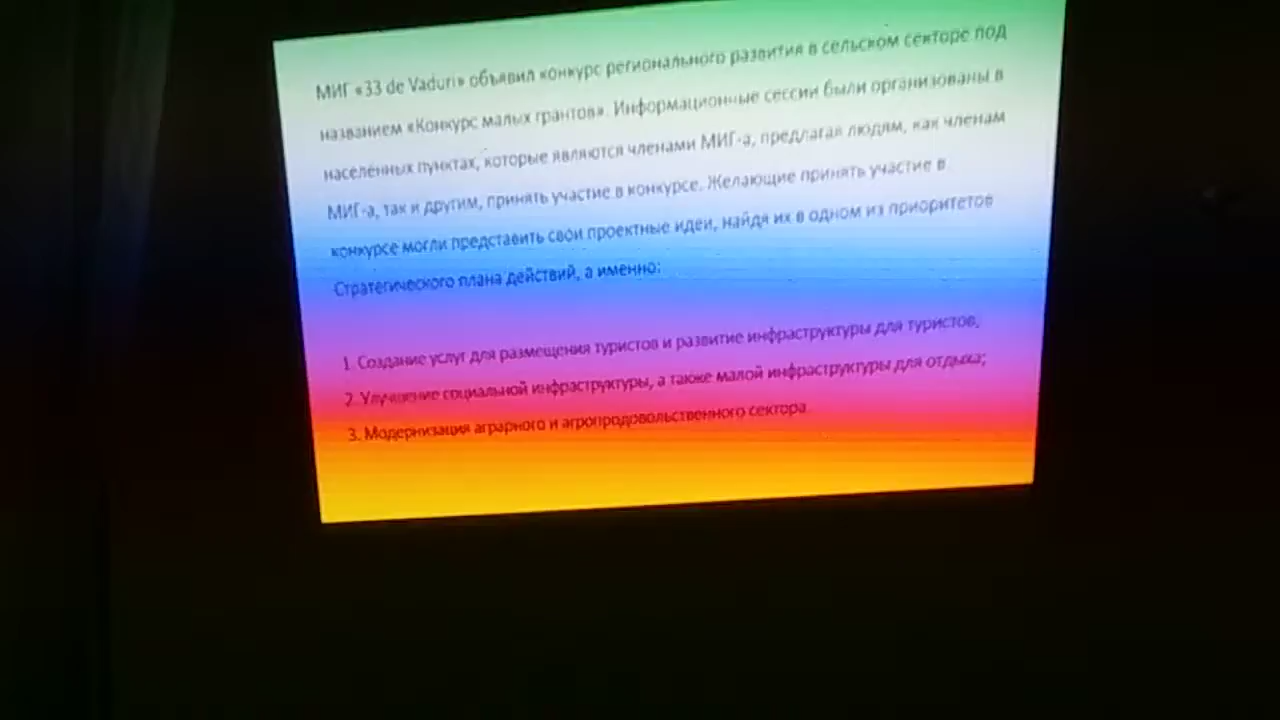 МИГ «33 de Vaduri» объявил конкурс регионального развития в сельском секторе под
названием «Конкурс малых грантов». Информационные сессии были организованы в
населённых пунктах, которые являются членами МИГ-а, предлагая людям, как членам
МИГ-а, так и другим, принять участие в конкурсе. Желающие принять участие в
конкурсе могли представить свои проектные идеи, найдя их в одном из приоритетов
Стратегического плана действий, а именно:
1. Создание услуг для размещения туристов и развитие инфраструктуры для туристов;
2. Улучшение социальной инфраструктуры, а также малой инфраструктуры для отдыха;
3. Модернизация аграрного и агропродовольственного сектора.